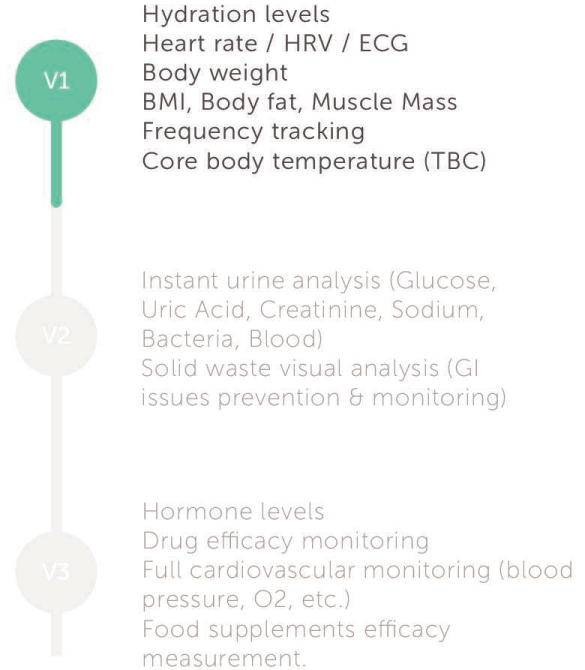 Hydration levels
Heart rate / HRV / ECG
V1
Body weight
BMI, Body fat, Muscle Mass
Frequency tracking
Core body temperature (TBC)
Instant urine analysis (Glucose,
Uric Acid, Creatinine, Sodium,
V2
Bacteria, Blood)
Solid waste visual analysis (GI
issues prevention & monitoring)
Hormone levels
Drug efficacy monitoring
V3
Full cardiovascular monitoring (blood
pressure, O2, etc.)
Food supplements efficacy
measurement.